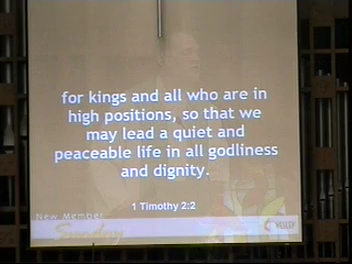 for kings and all who are in
high positions, so that we
may lead a quiet and
peaceable life in all godliness
and dignity.
1 Timothy 2:2
New Member
Sunday
WESLEY